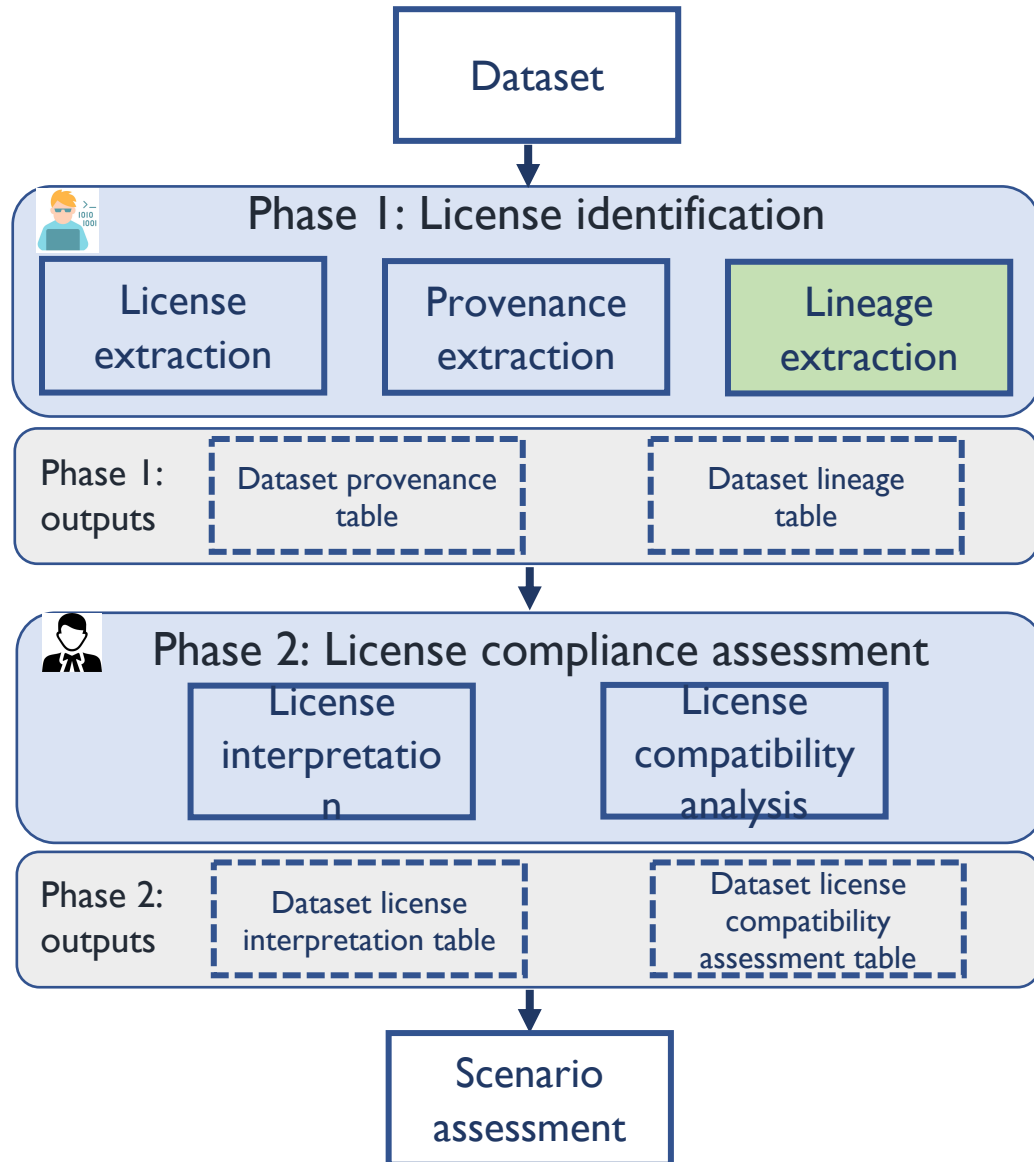 Dataset
>_
1010
1001
Phase 1: License identification
License
extraction
Provenance
extraction
Lineage
extraction
Phase 1:
outputs
Dataset provenance
table
Dataset lineage
table
Phase 2: License compliance assessment
License
interpretatio
n
License
compatibility
analysis
Phase 2:
outputs
Dataset license
interpretation table
Dataset license
compatibility
assessment table
Scenario
assessment